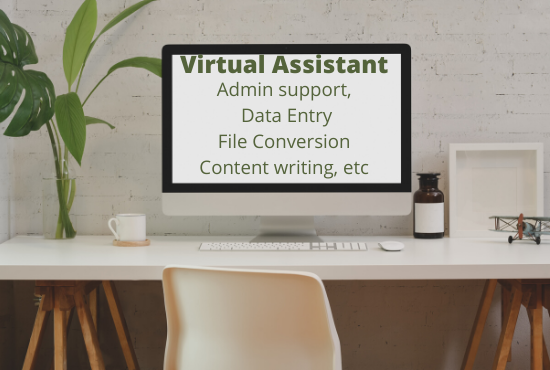 Virtual Assistant
Admin support,
Data Entry
File Conversion
Content writing, etc